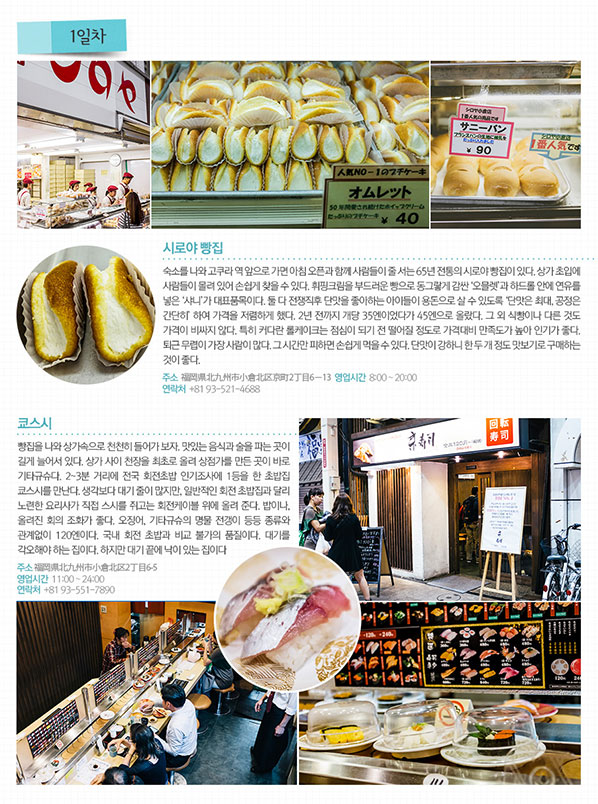 1일차
シロヤ小倉店
1番人気の商品です
サニーパン
¥ 90
1番人気です
人気NO-1のプチケーキ
オムレット
50年間愛され続けたホイップクリーム
たっぷりのプチケーキ
¥ 40
시로야 빵집
숙소를 나와 고쿠라 역 앞으로 가면 아침 오픈과 함께 사람들이 줄 서는 65년 전통의 시로야 빵집이 있다. 상가 초입에
사람들이 몰려 있어 손쉽게 찾을 수 있다. 휘핑크림을 부드러운 빵으로 동그랗게 감싼 '오믈렛'과 하드롤 안에 연유를
넣은 '샤니'가 대표품목이다. 둘 다 전쟁직후 단맛을 좋아하는 아이들이 용돈으로 살 수 있도록 '단맛은 최대, 공정은
간단히' 하여 가격을 저렴하게 했다. 2년 전까지 개당 35엔이었다가 45엔으로 올랐다. 그 외 식빵이나 다른 것도
가격이 비싸지 않다. 특히 커다란 롤케이크는 점심이 되기 전 떨어질 정도로 가격대비 만족도가 높아 인기가 좋다.
퇴근 무렵이 가장 사람이 많다. 그 시간만 피하면 손쉽게 먹을 수 있다. 단맛이 강하니 한 두 개 정도 맛보기로 구매하는
것이 좋다.
주소 福岡県北九州市小倉北区京町2丁目6−13 영업시간 8:00~20:00
연락처 +81 93-521-4688
쿄스시
빵집을 나와 상가속으로 천천히 들어가 보자. 맛있는 음식과 술을 파는 곳이
길게 늘어서 있다. 상가 사이 천장을 최초로 올려 상점가를 만든 곳이 바로
기타규슈다. 2~3분 거리에 전국 회전초밥 인기조사에 1등을 한 초밥집
쿄스시를 만난다. 생각보다 대기 줄이 많지만, 일반적인 회전 초밥집과 달리
노련한 요리사가 직접 스시를 쥐고는 회전케이블 위에 올려 준다. 밥이나,
올려진 회의 조화가 좋다. 오징어, 기타규슈의 명물 전갱이 등등 종류와
관계없이 120엔이다. 국내 회전 초밥과 비교 불가의 품질이다. 대기를
각오해야 하는 집이다. 하지만 대기 끝에 낙이 있는 집이다
주소 福岡県北九州市小倉北区2丁目6-5
영업시간 11:00~24:00
연락처 +81 93-551-7890
京寿司
回転
寿司